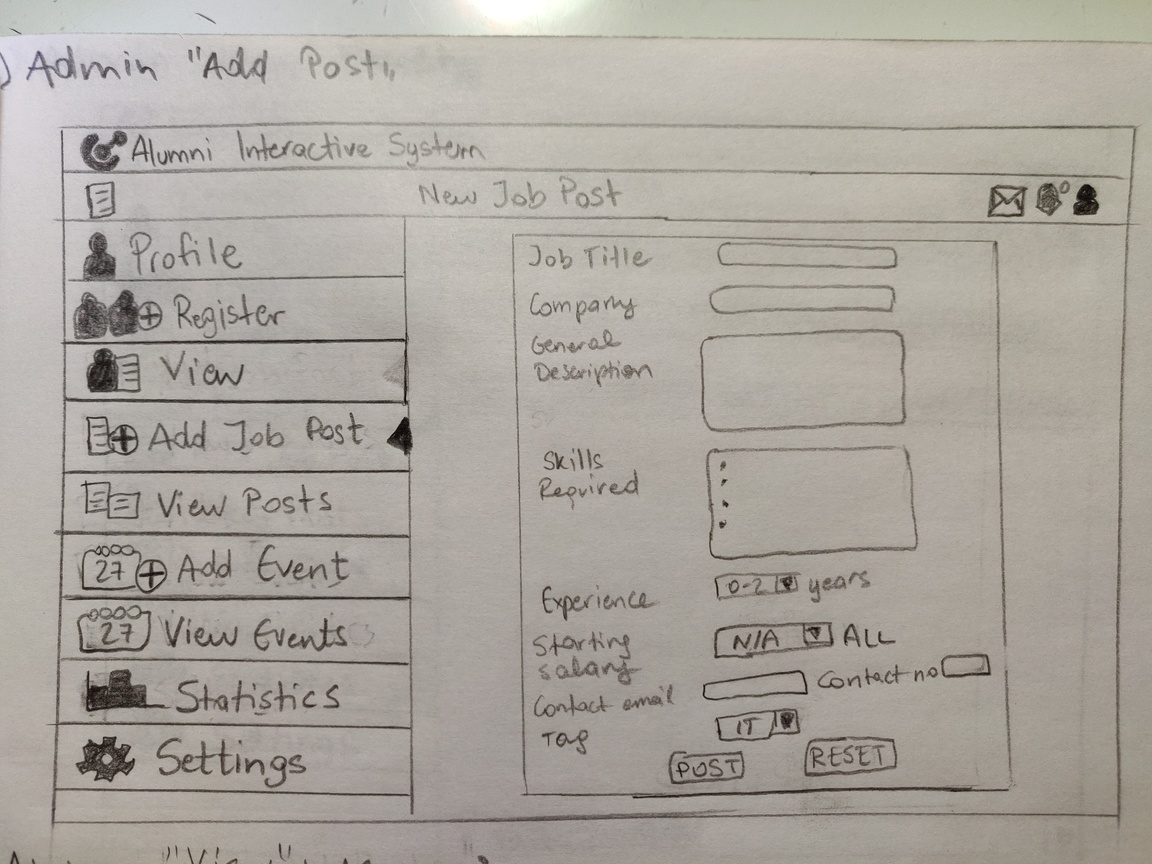 ) Admin "Add Post"
Alumni Interactive System
New Job Post
Profile
Register
View
Add Job Post
View Posts
27 Add Event
27 View Events
Statistics
Settings
Job Title
Company
General
Description
Skills
Required
Experience 0-2 years
Starting
salary N/A ALL
Contact email Contact no
Tag IT
POST RESET
"View"